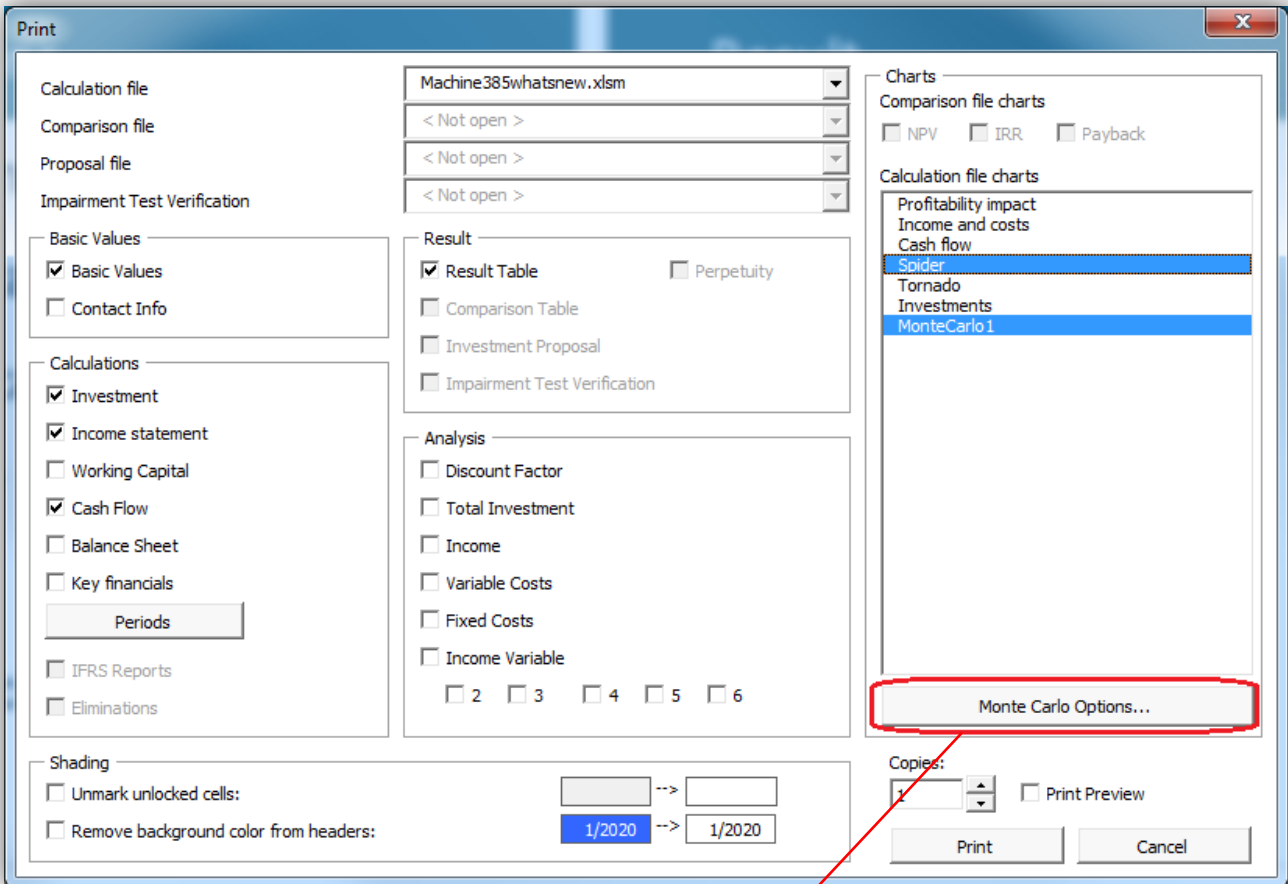 Print
Result
Calculation file
Machine385whatsnew.xlsm
Comparison file
< Not open >
Proposal file
< Not open >
Impairment Test Verification
< Not open >
Basic Values
Basic Values
Contact Info
Calculations
Investment
Income statement
Working Capital
Cash Flow
Balance Sheet
Key financials
Periods
IFRS Reports
Eliminations
Result
Result Table
Perpetuity
Comparison Table
Investment Proposal
Impairment Test Verification
Analysis
Discount Factor
Total Investment
Income
Variable Costs
Fixed Costs
Income Variable
2 3 4 5 6
Charts
Comparison file charts
NPV IRR Payback
Calculation file charts
Profitability impact
Income and costs
Cash flow
Spider
Tornado
Investments
MonteCarlo1
Monte Carlo Options...
Shading
Unmark unlocked cells:
-->
Remove background color from headers:
1/2020 --> 1/2020
Copies:
1
Print Preview
Print
Cancel